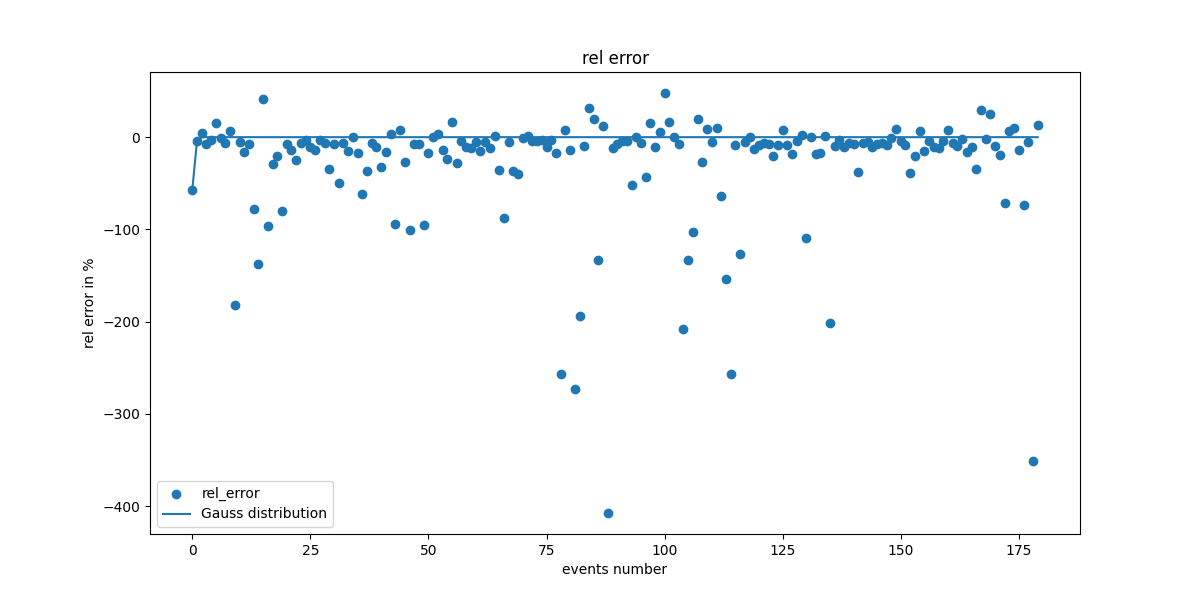 rel error
rel error in %
0
−100
−200
−300
−400
rel_error
Gauss distribution
0
25
50
75
100
125
150
175
events number